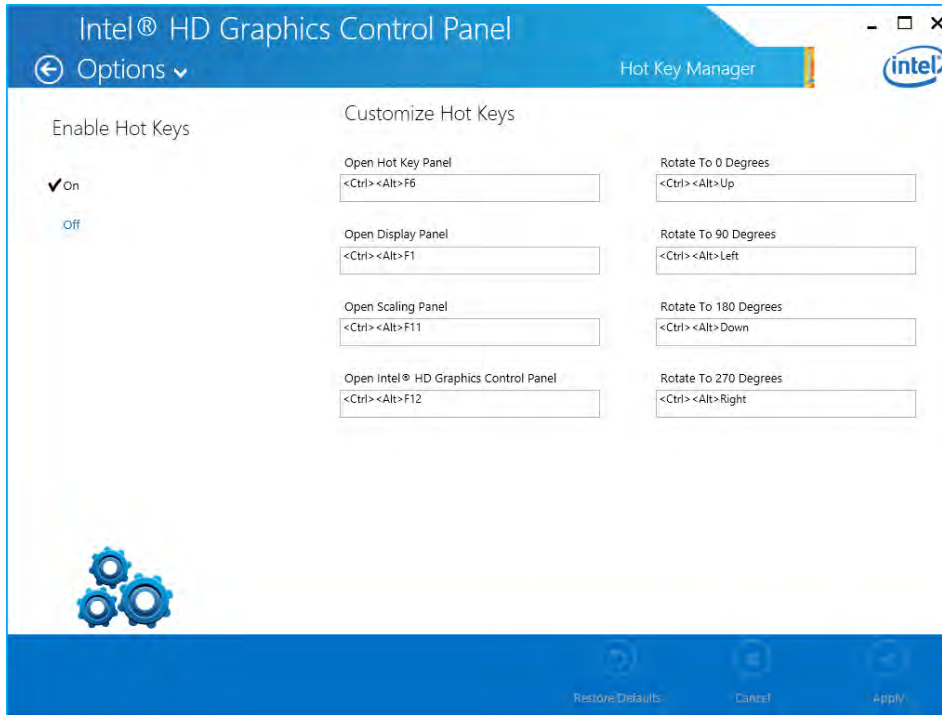 Intel® HD Graphics Control Panel
Options
Hot Key Manager
intel
Enable Hot Keys
On
Off
Customize Hot Keys
Open Hot Key Panel
<Ctrl><Alt>F6
Open Display Panel
<Ctrl><Alt>F1
Open Scaling Panel
<Ctrl><Alt>F11
Open Intel® HD Graphics Control Panel
<Ctrl><Alt>F12
Rotate To 0 Degrees
<Ctrl><Alt>Up
Rotate To 90 Degrees
<Ctrl><Alt>Left
Rotate To 180 Degrees
<Ctrl><Alt>Down
Rotate To 270 Degrees
<Ctrl><Alt>Right
Restore Defaults
Cancel
Apply